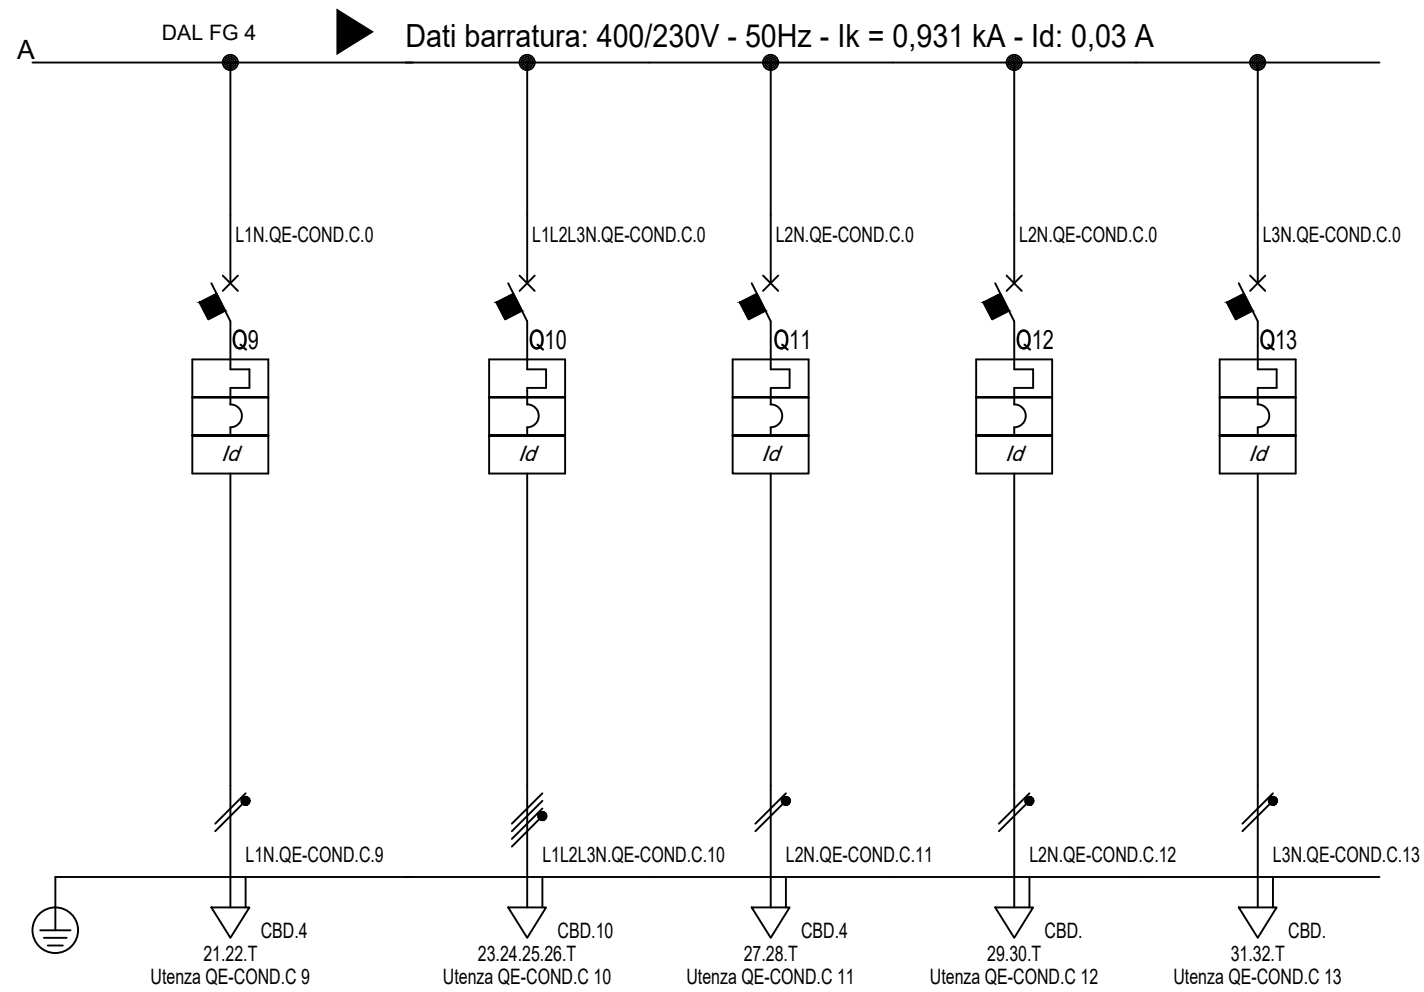 A
DAL FG 4
Dati barratura: 400/230V - 50Hz - Ik = 0,931 kA - Id: 0,03 A
L1N.QE-COND.C.0
L1L2L3N.QE-COND.C.0
L2N.QE-COND.C.0
L2N.QE-COND.C.0
L3N.QE-COND.C.0
Q9
Q10
Q11
Q12
Q13
Id
Id
Id
Id
Id
L1N.QE-COND.C.9
L1L2L3N.QE-COND.C.10
L2N.QE-COND.C.11
L2N.QE-COND.C.12
L3N.QE-COND.C.13
CBD.4
CBD.10
CBD.4
CBD.
CBD.
21.22.T
23.24.25.26.T
27.28.T
29.30.T
31.32.T
Utenza QE-COND.C 9
Utenza QE-COND.C 10
Utenza QE-COND.C 11
Utenza QE-COND.C 12
Utenza QE-COND.C 13